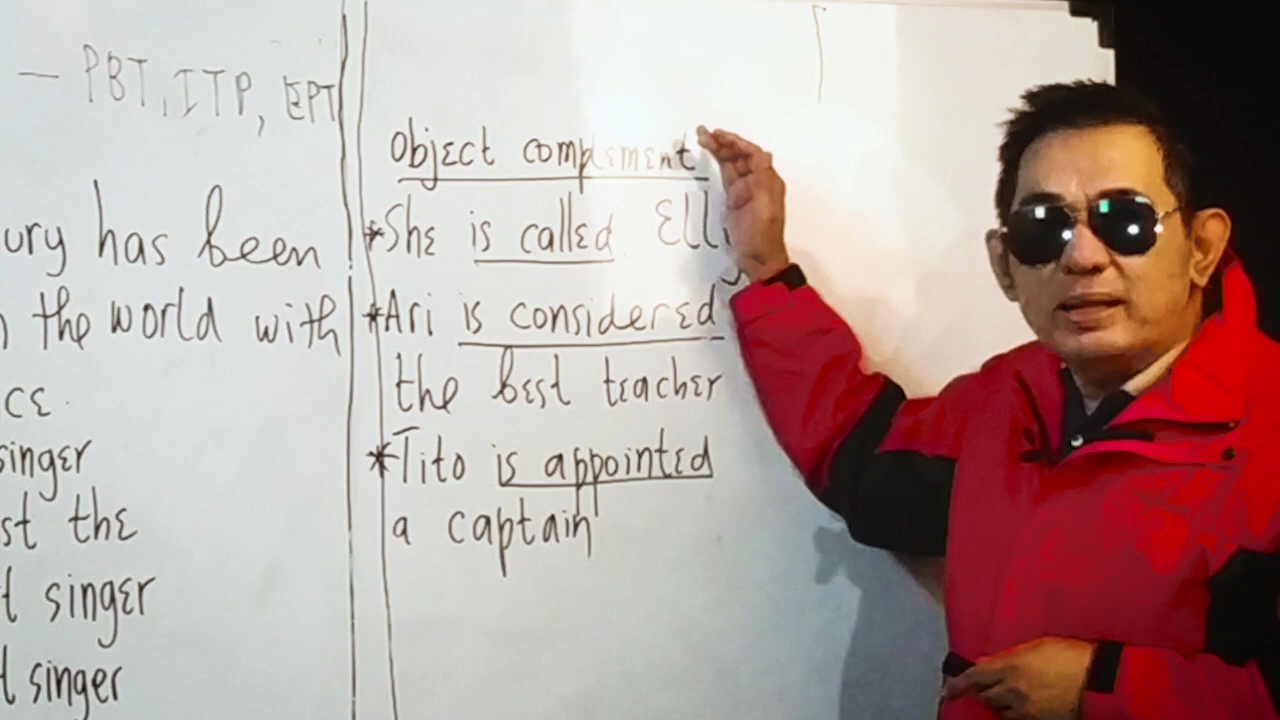 — PBT, ITP, EPT
ury has been
the world with
ce.
singer
st the
t singer
t singer
Object complement
*She is called Elly
*Ari is considered
the best teacher
*Tito is appointed
a captain